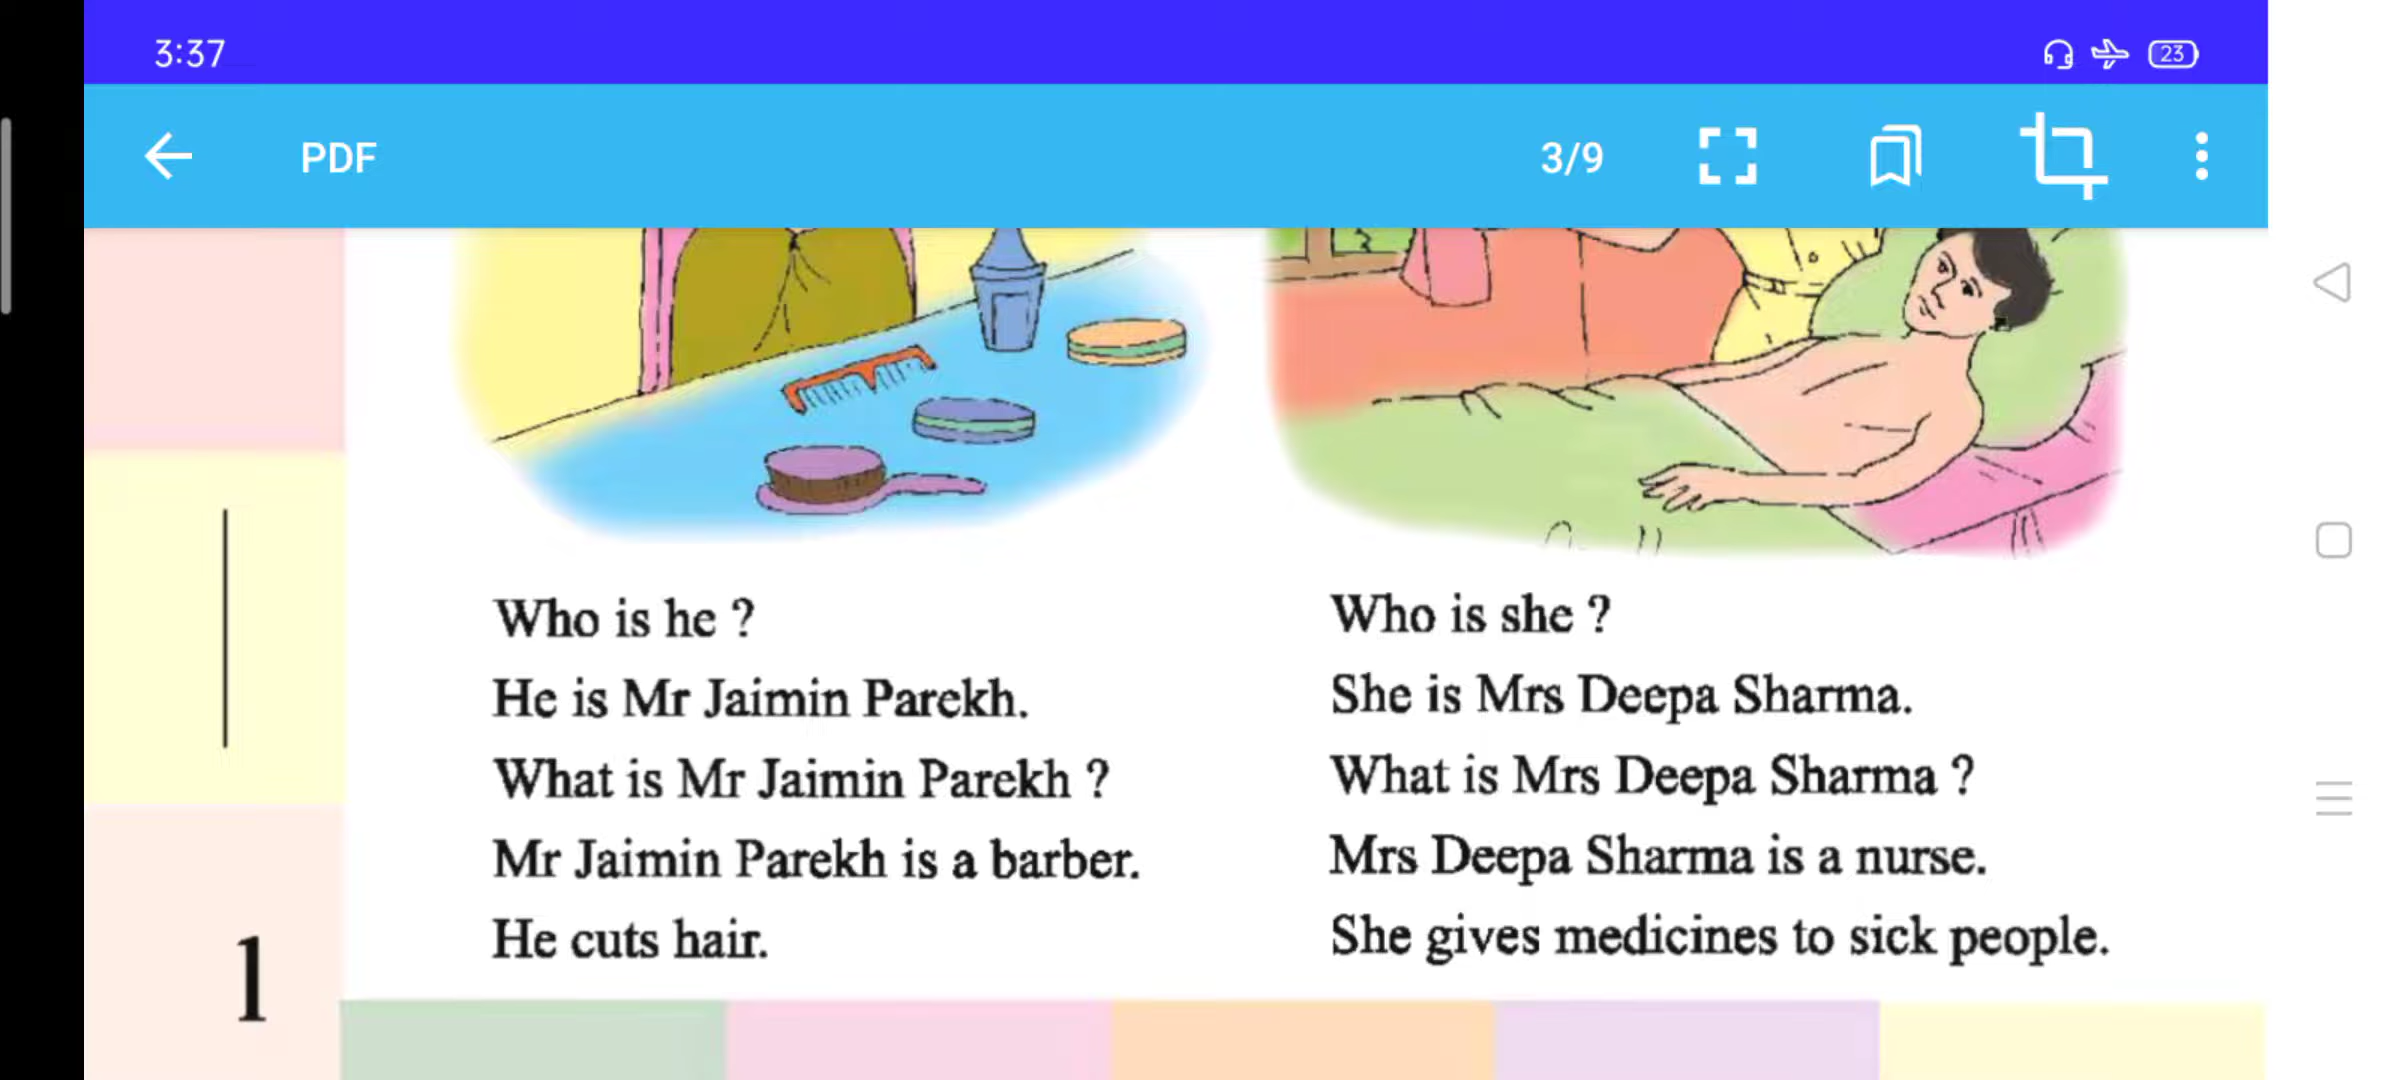 3:37
23
PDF
3/9
Who is he ?
He is Mr Jaimin Parekh.
What is Mr Jaimin Parekh ?
Mr Jaimin Parekh is a barber.
He cuts hair.
Who is she ?
She is Mrs Deepa Sharma.
What is Mrs Deepa Sharma ?
Mrs Deepa Sharma is a nurse.
She gives medicines to sick people.
1